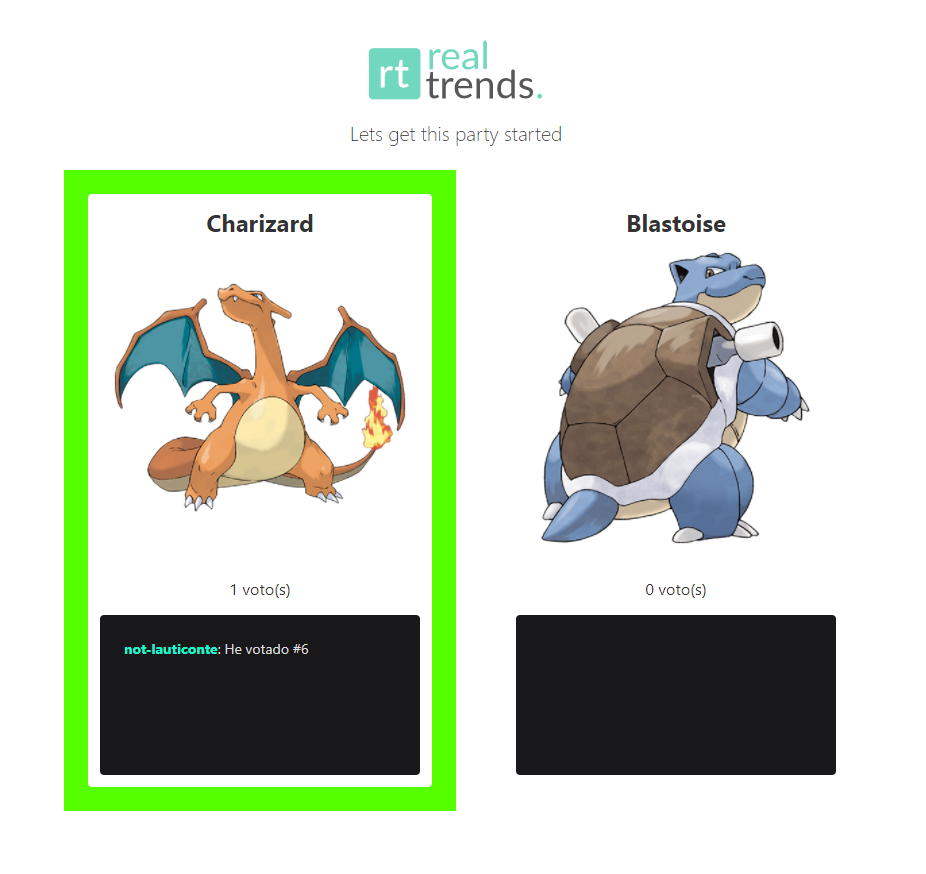 rt real
trends.
Lets get this party started
Charizard
Blastoise
1 voto(s)
0 voto(s)
not-lauticonte: He votado #6